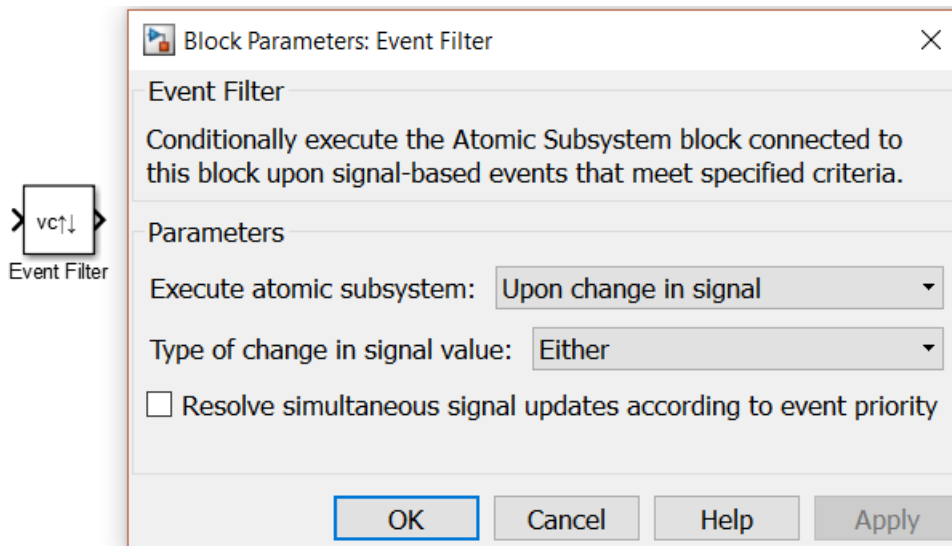 Block Parameters: Event Filter
Event Filter
Conditionally execute the Atomic Subsystem block connected to
this block upon signal-based events that meet specified criteria.
vc↑↓
Event Filter
Parameters
Execute atomic subsystem: Upon change in signal
Type of change in signal value: Either
Resolve simultaneous signal updates according to event priority
OK Cancel Help Apply